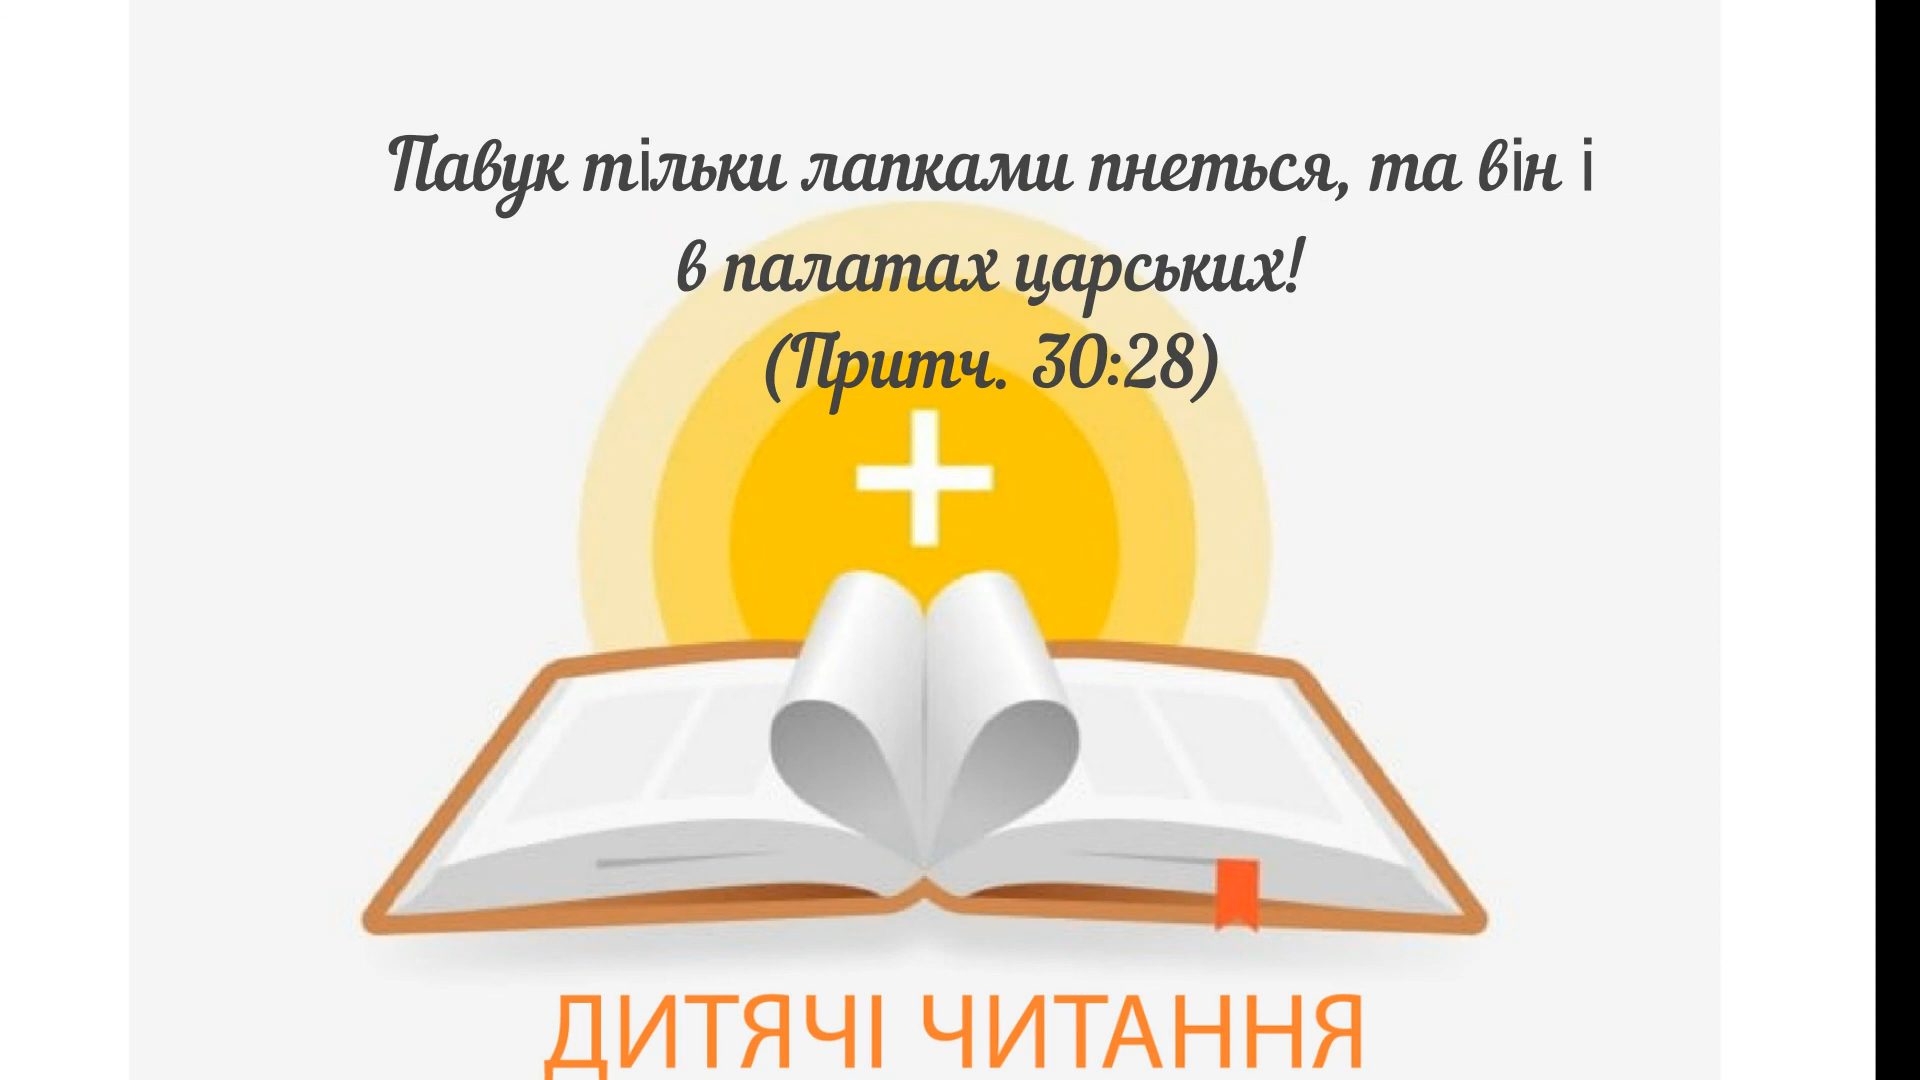 Павук тільки лапками пнеться, та він і
в палатах царських!
(Притч. 30:28)
ДИТЯЧІ ЧИТАННЯ